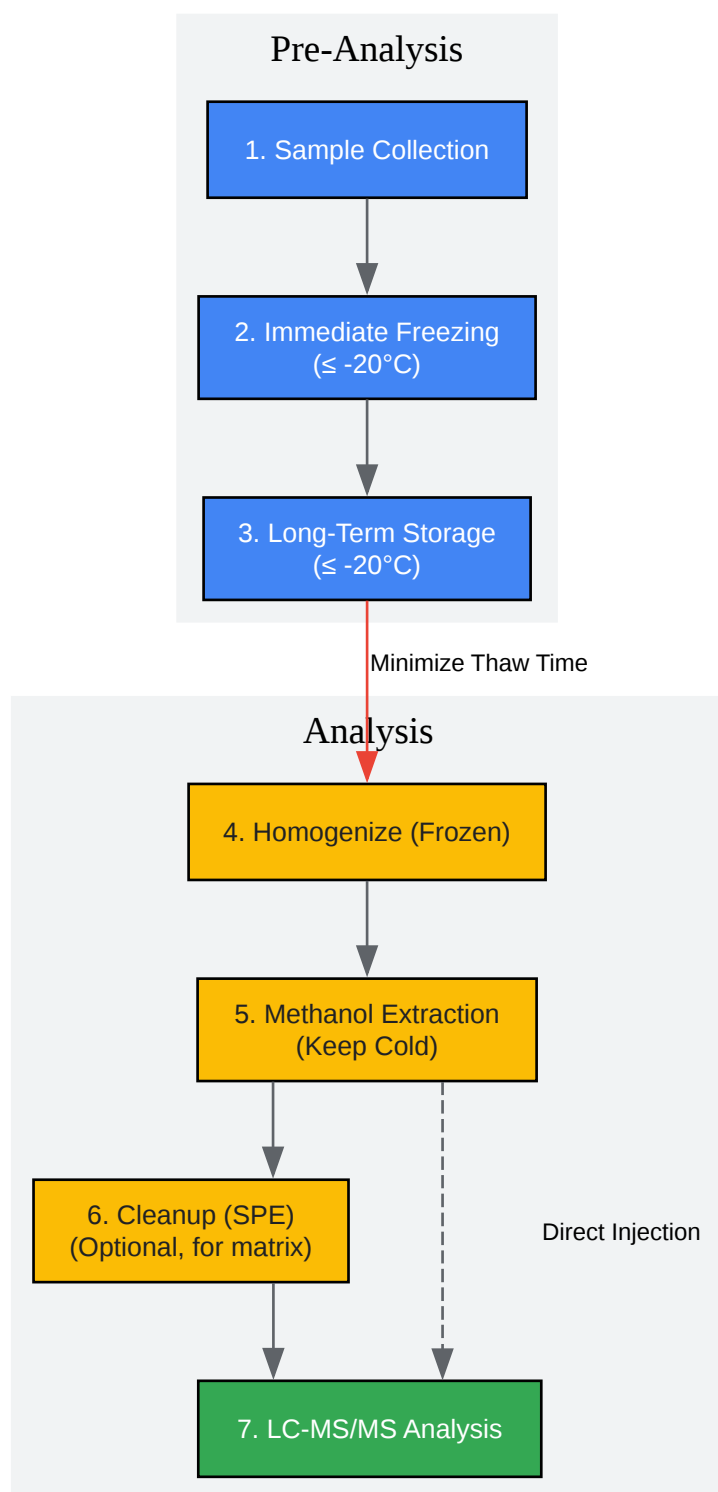 Pre-Analysis
1. Sample Collection
2. Immediate Freezing
(≤ -20°C)
3. Long-Term Storage
(≤ -20°C)
Minimize Thaw Time
Analysis
4. Homogenize (Frozen)
5. Methanol Extraction
(Keep Cold)
6. Cleanup (SPE)
(Optional, for matrix)
Direct Injection
7. LC-MS/MS Analysis